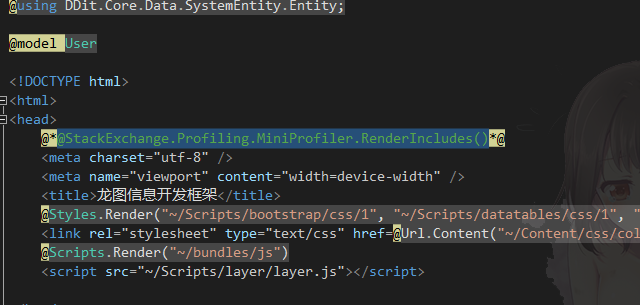 @using DDit.Core.Data.SystemEntity.Entity;
@model User
<!DOCTYPE html>
<html>
<head>
@*@StackExchange.Profiling.MiniProfiler.RenderIncludes()*@
<meta charset="utf-8" />
<meta name="viewport" content="width=device-width" />
<title>龙图信息开发框架</title>
@Styles.Render("~/Scripts/bootstrap/css/1", "~/Scripts/datatables/css/1", "
<link rel="stylesheet" type="text/css" href=@Url.Content("~/Content/css/col
@Scripts.Render("~/bundles/js")
<script src="~/Scripts/layer/layer.js"></script>